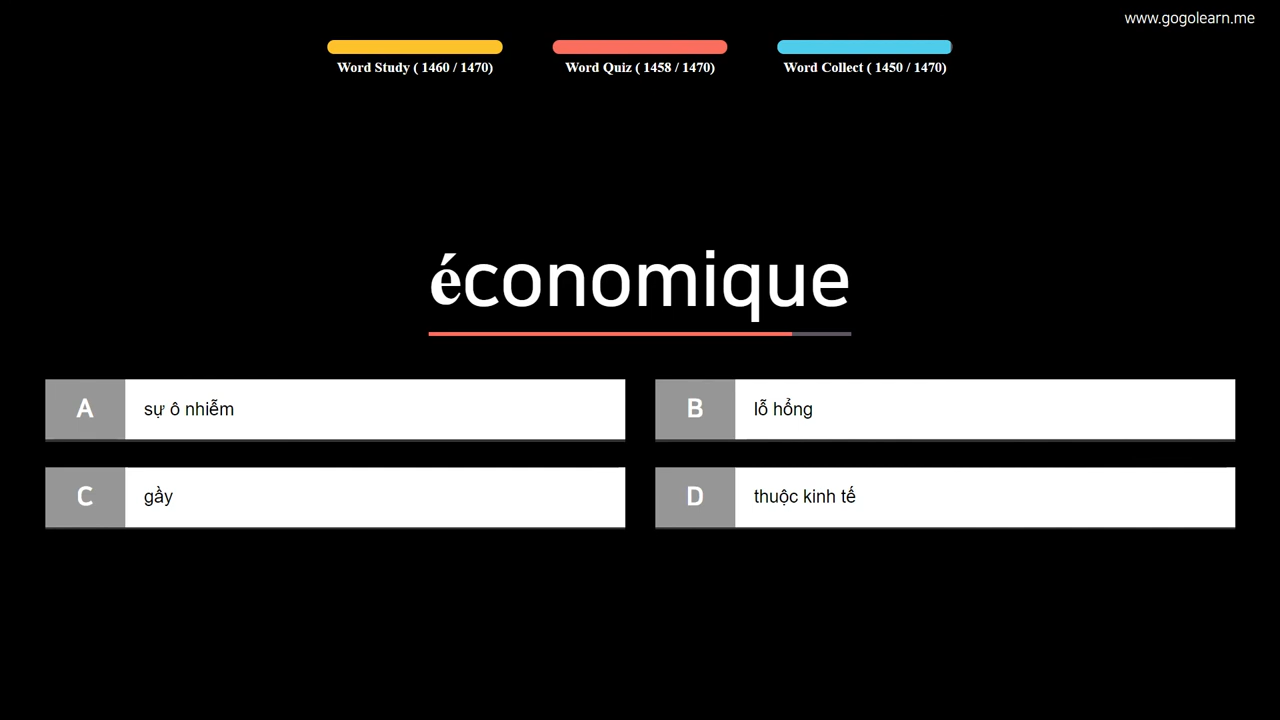 www.gogolearn.me
Word Study ( 1460 / 1470)
Word Quiz ( 1458 / 1470)
Word Collect ( 1450 / 1470)
économique
A sự ô nhiễm
B lỗ hổng
C gầy
D thuộc kinh tế